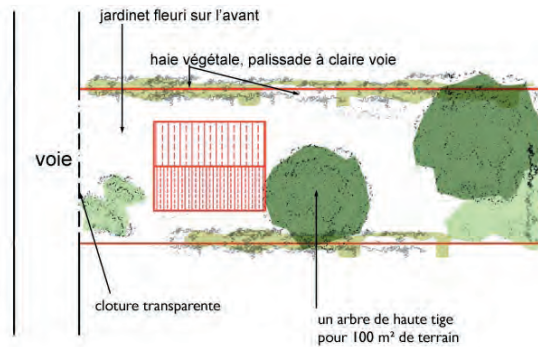 jardinet fleuri sur l'avant
haie végétale, palissade à claire voie
voie
cloture transparente
un arbre de haute tige
pour 100 m² de terrain